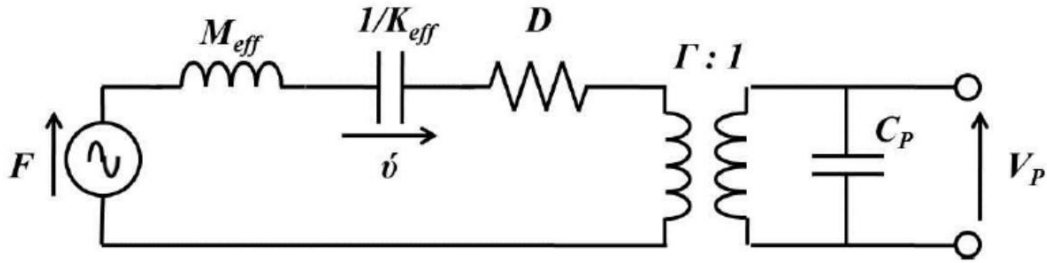 1/K_eff
D
M_eff
Γ : 1
C_P
F
ύ
V_P